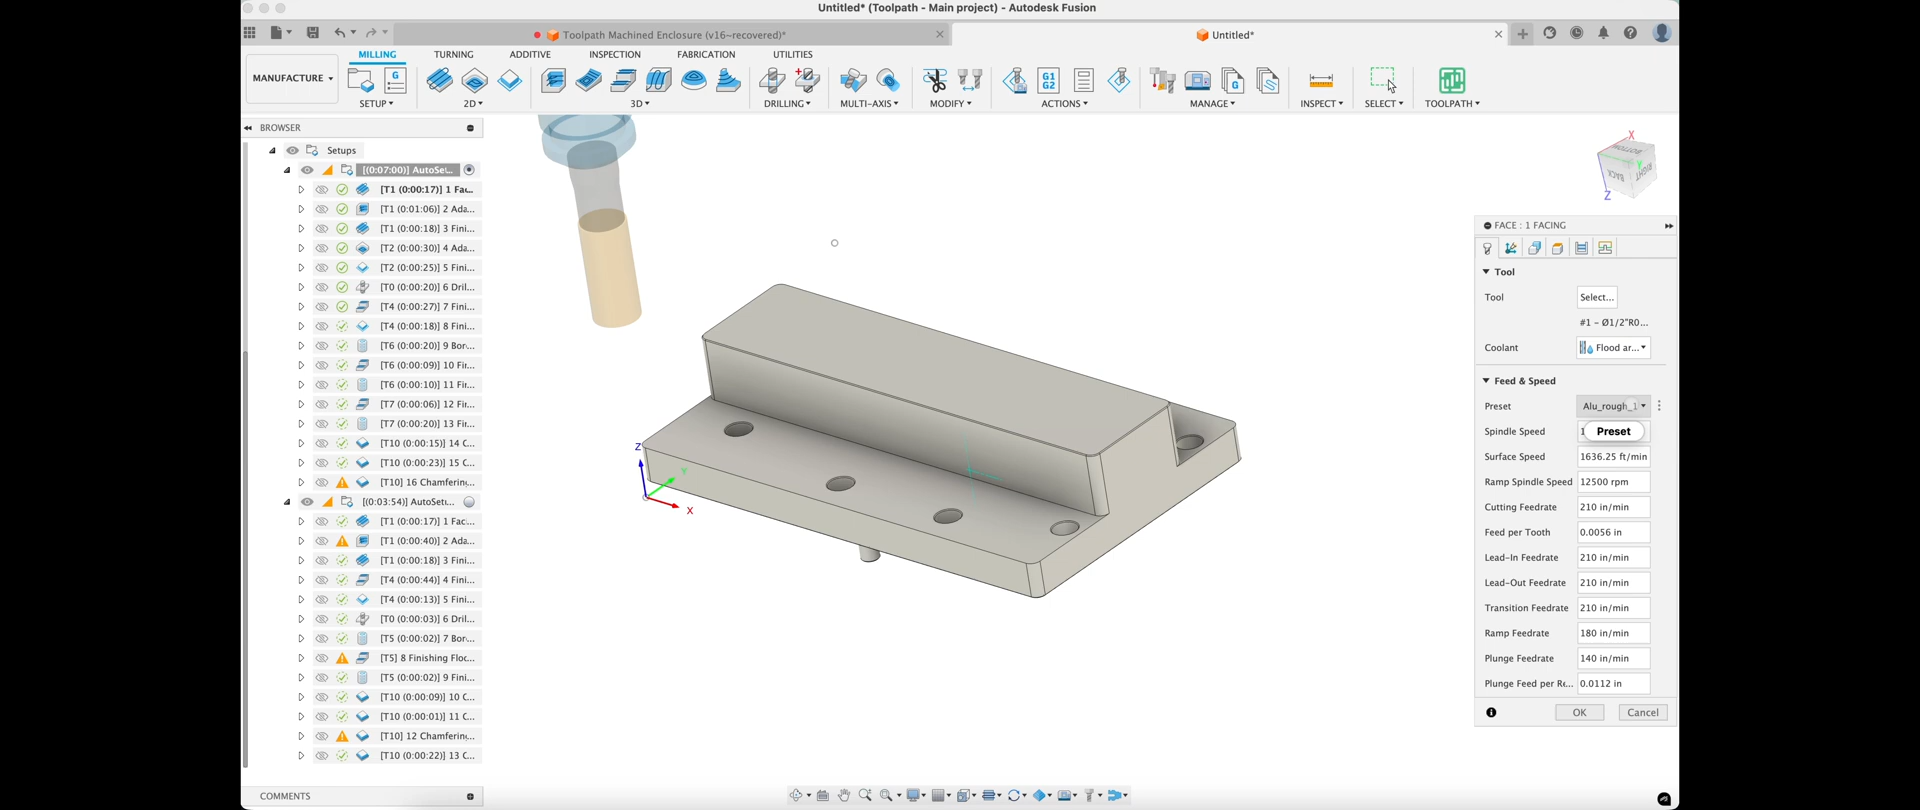 Untitled* (Toolpath - Main project) - Autodesk Fusion
Toolpath Machined Enclosure (v16~recovered)*
Untitled*
MANUFACTURE
MILLING TURNING ADDITIVE INSPECTION FABRICATION UTILITIES
SETUP 2D 3D DRILLING MULTI-AXIS MODIFY ACTIONS MANAGE INSPECT SELECT TOOLPATH
G
G1
G2
G
BROWSER
Setups
[(0:07:00)] AutoSet...
[T1 (0:00:17)] 1 Fac...
[T1 (0:01:06)] 2 Ada...
[T1 (0:00:18)] 3 Fini...
[T2 (0:00:30)] 4 Ada...
[T2 (0:00:25)] 5 Fini...
[T0 (0:00:20)] 6 Dril...
[T4 (0:00:27)] 7 Fini...
[T4 (0:00:18)] 8 Fini...
[T6 (0:00:20)] 9 Bor...
[T6 (0:00:09)] 10 Fir...
[T6 (0:00:10)] 11 Fir...
[T7 (0:00:06)] 12 Fir...
[T7 (0:00:20)] 13 Fir...
[T10 (0:00:15)] 14 C...
[T10 (0:00:23)] 15 C...
[T10] 16 Chamferin...
[(0:03:54)] AutoSetu...
[T1 (0:00:17)] 1 Fac...
[T1 (0:00:40)] 2 Ada...
[T1 (0:00:18)] 3 Fini...
[T4 (0:00:44)] 4 Fini...
[T4 (0:00:13)] 5 Fini...
[T0 (0:00:03)] 6 Dril...
[T5 (0:00:02)] 7 Bor...
[T5] 8 Finishing Floo...
[T5 (0:00:02)] 9 Fini...
[T10 (0:00:09)] 10 C...
[T10 (0:00:01)] 11 C...
[T10] 12 Chamferin...
[T10 (0:00:22)] 13 C...
COMMENTS
Z
Y
X
X
BOTTOM
Y
BACK
RIGHT
Z
FACE : 1 FACING
Tool
Tool Select...
#1 - Ø1/2"R0...
Coolant Flood ar...
Feed & Speed
Preset Alu_rough_1
Spindle Speed 1
Preset
Surface Speed 1636.25 ft/min
Ramp Spindle Speed 12500 rpm
Cutting Feedrate 210 in/min
Feed per Tooth 0.0056 in
Lead-In Feedrate 210 in/min
Lead-Out Feedrate 210 in/min
Transition Feedrate 210 in/min
Ramp Feedrate 180 in/min
Plunge Feedrate 140 in/min
Plunge Feed per Re... 0.0112 in
OK Cancel